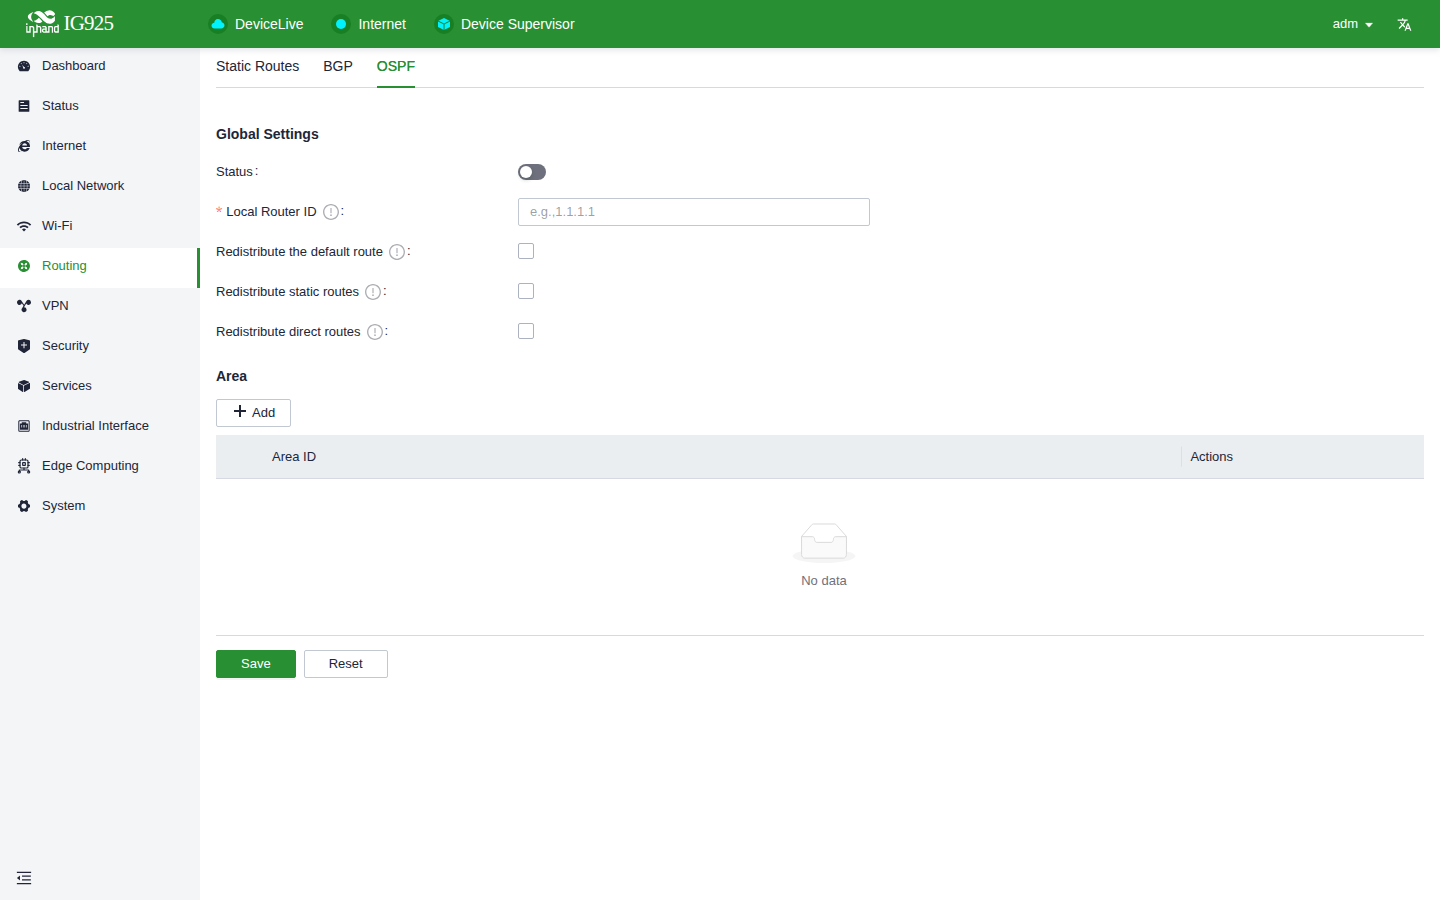 inhand IG925
DeviceLive
Internet
Device Supervisor
adm
Dashboard
Status
Internet
Local Network
Wi-Fi
Routing
VPN
Security
Services
Industrial Interface
Edge Computing
System
Static Routes
BGP
OSPF
Global Settings
Status :
* Local Router ID :
e.g.,1.1.1.1
Redistribute the default route :
Redistribute static routes :
Redistribute direct routes :
Area
Add
Area ID
Actions
No data
Save
Reset